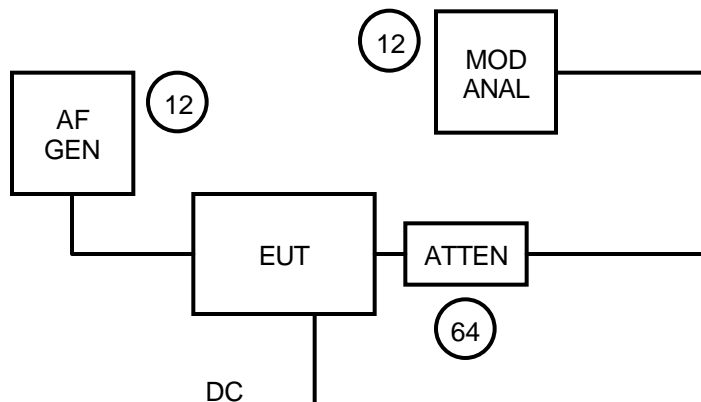 12
MOD
ANAL
AF
GEN
12
EUT
ATTEN
64
DC